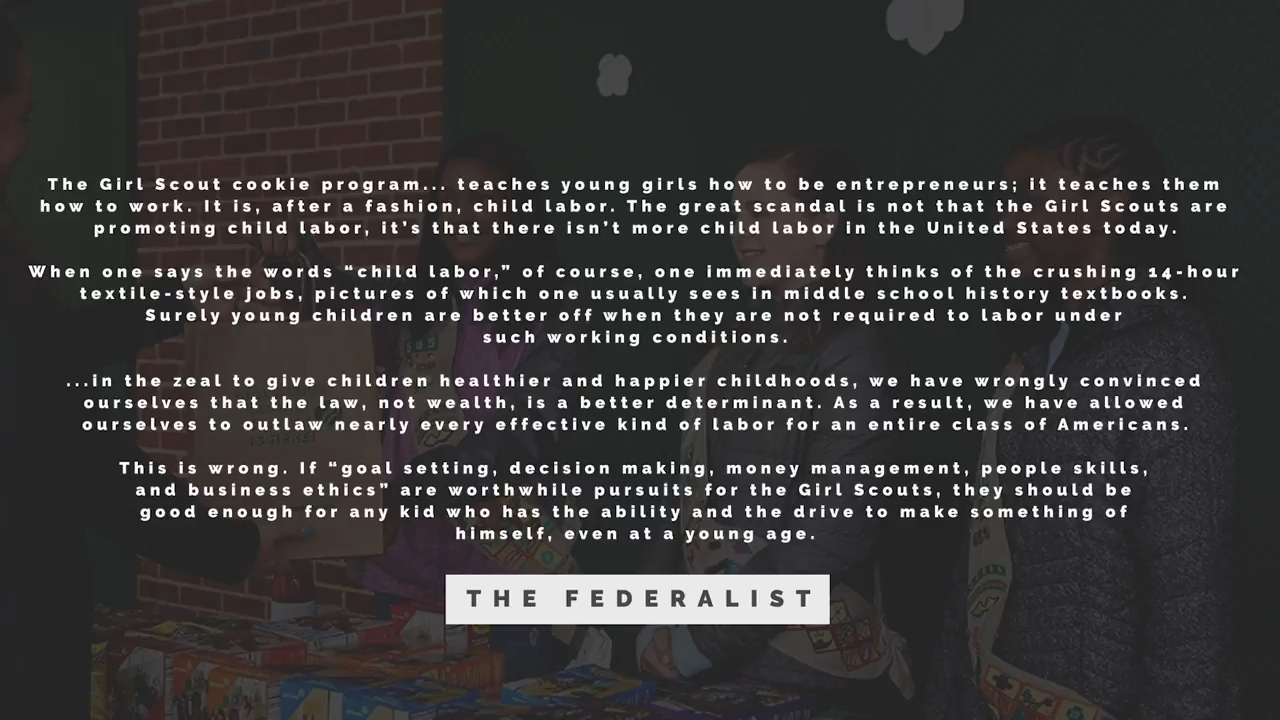 The Girl Scout cookie program... teaches young girls how to be entrepreneurs; it teaches them
how to work. It is, after a fashion, child labor. The great scandal is not that the Girl Scouts are
promoting child labor, it’s that there isn’t more child labor in the United States today.
When one says the words “child labor,” of course, one immediately thinks of the crushing 14-hour
textile-style jobs, pictures of which one usually sees in middle school history textbooks.
Surely young children are better off when they are not required to labor under
such working conditions.
...in the zeal to give children healthier and happier childhoods, we have wrongly convinced
ourselves that the law, not wealth, is a better determinant. As a result, we have allowed
ourselves to outlaw nearly every effective kind of labor for an entire class of Americans.
This is wrong. If “goal setting, decision making, money management, people skills,
and business ethics” are worthwhile pursuits for the Girl Scouts, they should be
good enough for any kid who has the ability and the drive to make something of
himself, even at a young age.
THE FEDERALIST